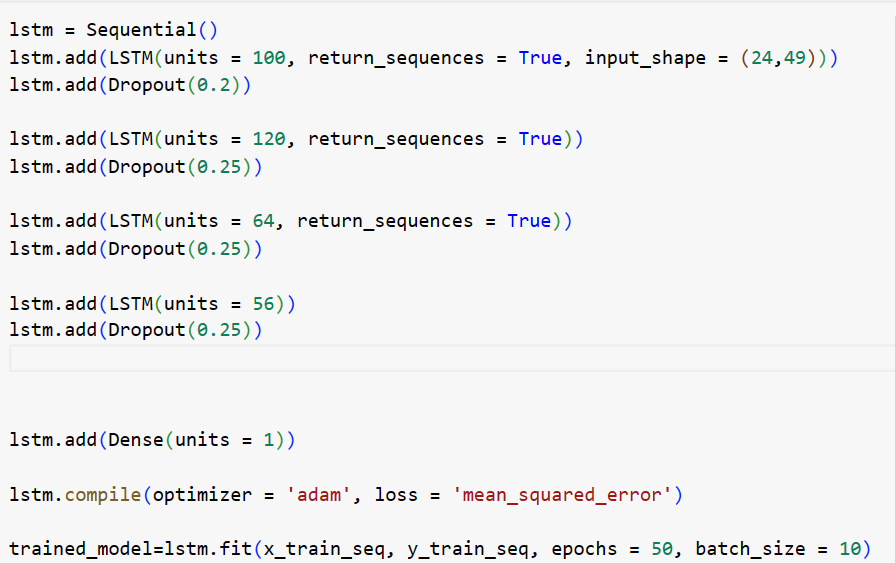 lstm = Sequential()
lstm.add(LSTM(units = 100, return_sequences = True, input_shape = (24,49)))
lstm.add(Dropout(0.2))
lstm.add(LSTM(units = 120, return_sequences = True))
lstm.add(Dropout(0.25))
lstm.add(LSTM(units = 64, return_sequences = True))
lstm.add(Dropout(0.25))
lstm.add(LSTM(units = 56))
lstm.add(Dropout(0.25))
lstm.add(Dense(units = 1))
lstm.compile(optimizer = 'adam', loss = 'mean_squared_error')
trained_model=lstm.fit(x_train_seq, y_train_seq, epochs = 50, batch_size = 10)